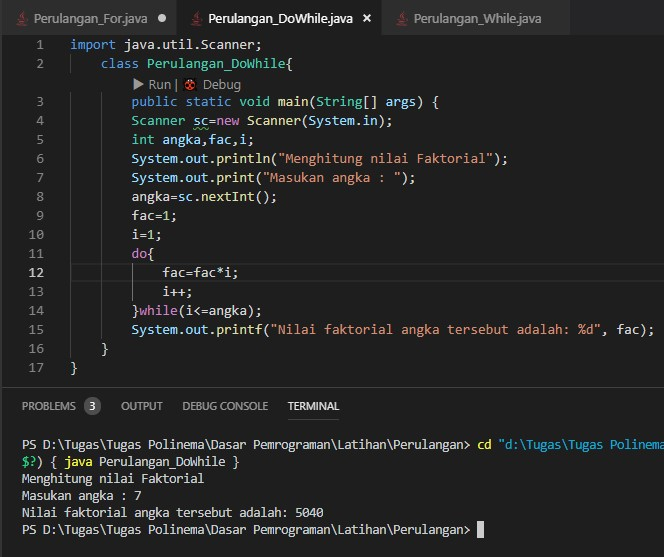 Perulangan_For.java ● Perulangan_DoWhile.java × Perulangan_While.java
1 import java.util.Scanner;
2 class Perulangan_DoWhile{
Run | Debug
3 public static void main(String[] args) {
4 Scanner sc=new Scanner(System.in);
5 int angka,fac,i;
6 System.out.println("Menghitung nilai Faktorial");
7 System.out.print("Masukan angka : ");
8 angka=sc.nextInt();
9 fac=1;
10 i=1;
11 do{
12 fac=fac*i;
13 i++;
14 }while(i<=angka);
15 System.out.printf("Nilai faktorial angka tersebut adalah: %d", fac);
16 }
17 }
PROBLEMS 3 OUTPUT DEBUG CONSOLE TERMINAL
PS D:\Tugas\Tugas Polinema\Dasar Pemrograman\Latihan\Perulangan> cd "d:\Tugas\Tugas Polinema
$?) { java Perulangan_DoWhile }
Menghitung nilai Faktorial
Masukan angka : 7
Nilai faktorial angka tersebut adalah: 5040
PS D:\Tugas\Tugas Polinema\Dasar Pemrograman\Latihan\Perulangan>